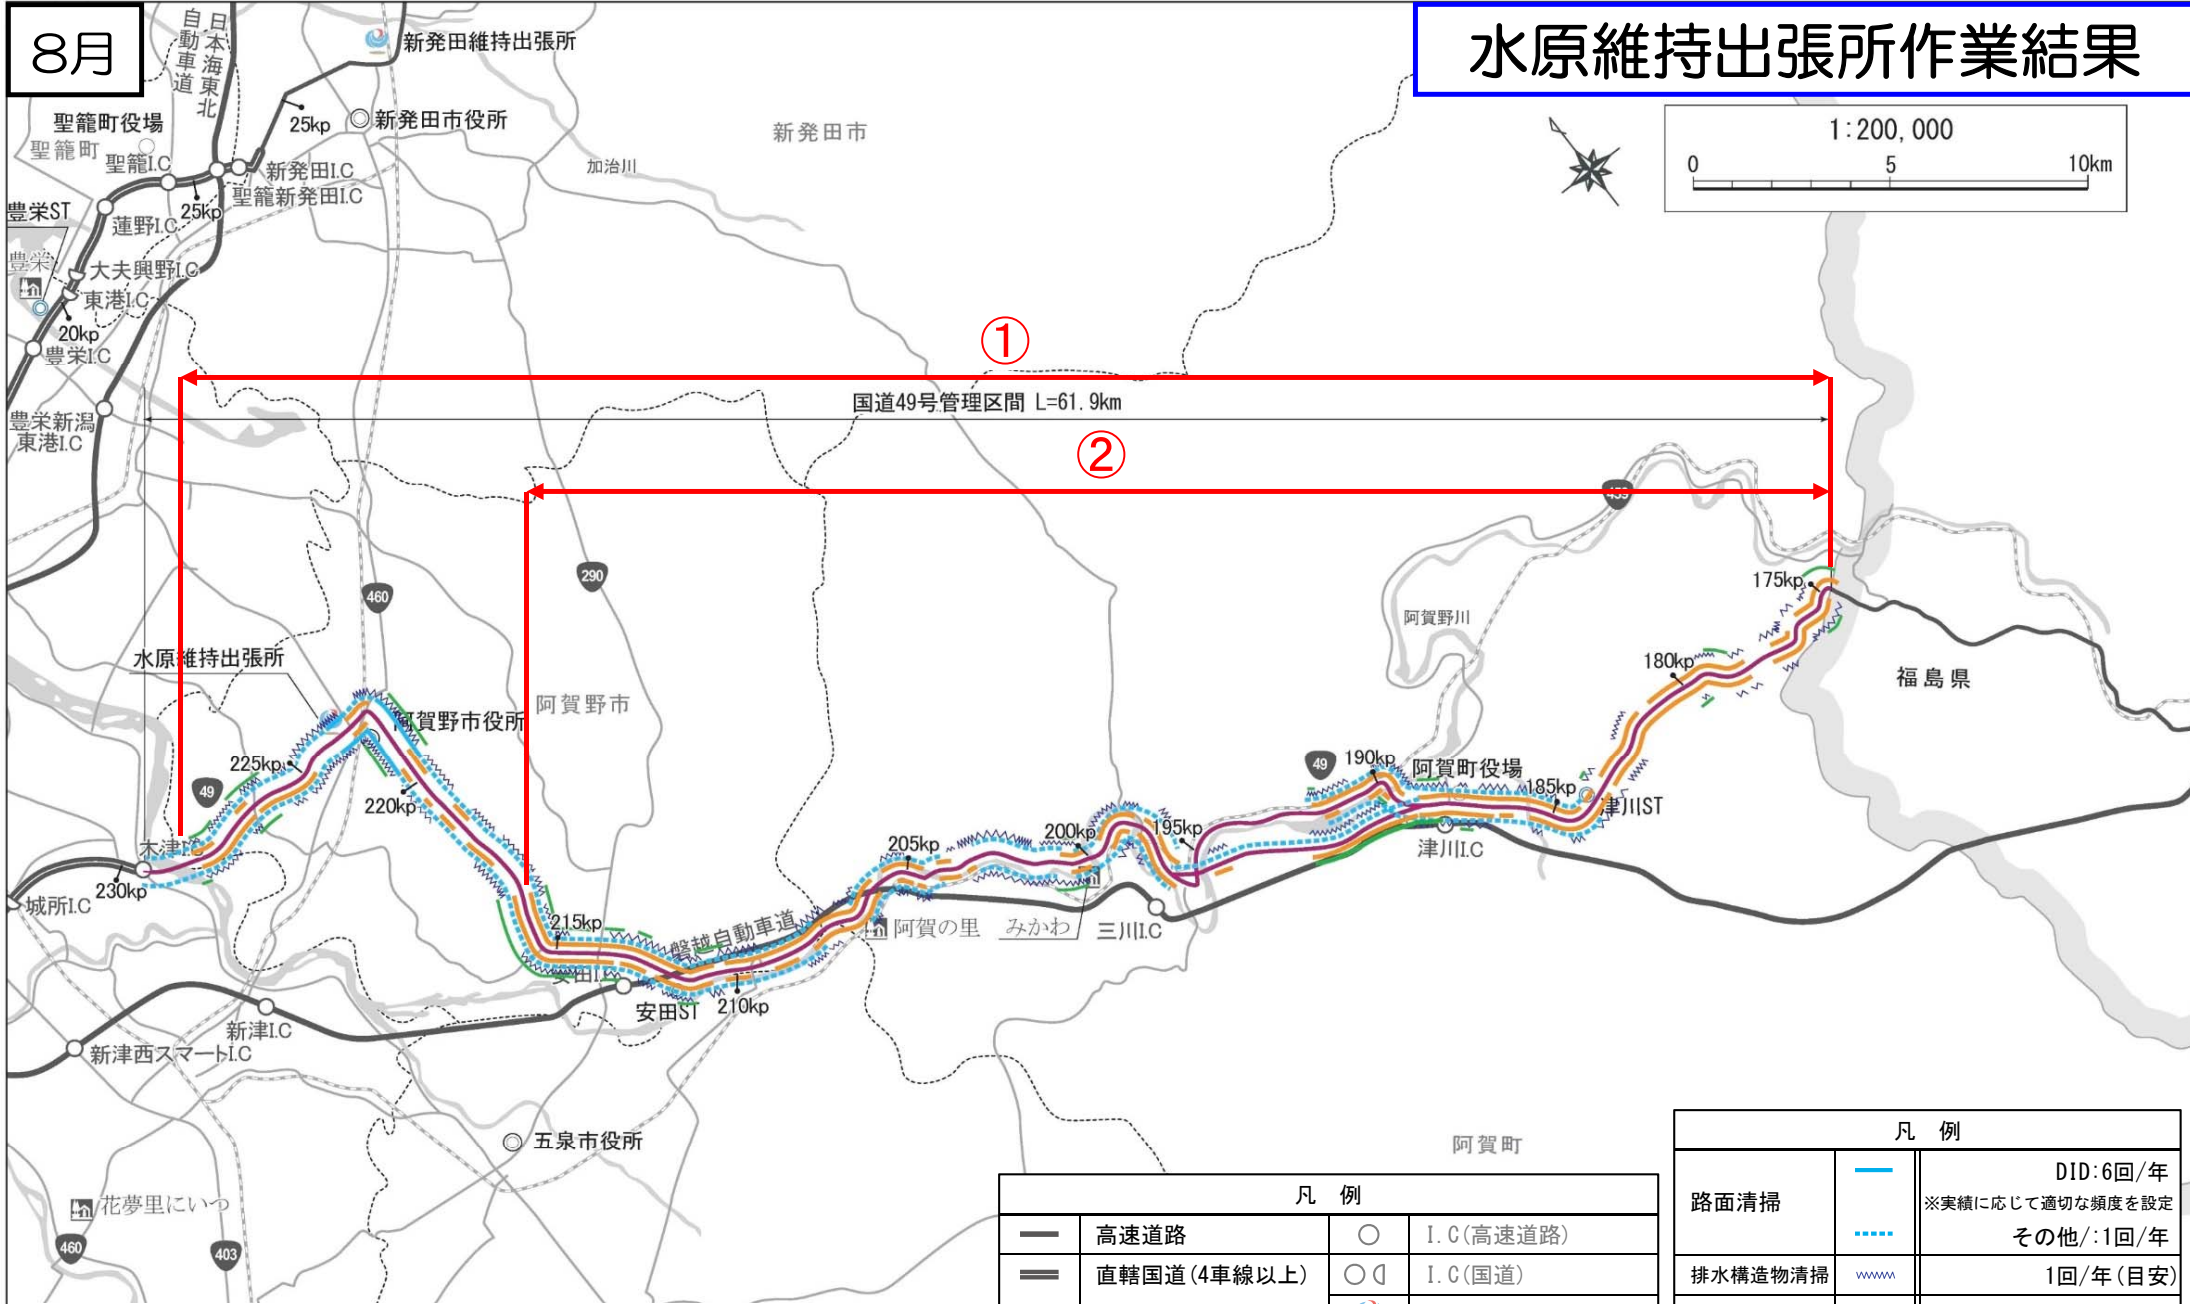 8月
水原維持出張所作業結果
日本海東北
自動車道
新発田維持出張所
25kp
新発田市役所
新発田市
加治川
1:200,000
0 5 10km
聖籠町役場
聖籠町
聖籠I.C
新発田I.C
聖籠新発田I.C
25kp
豊栄ST
蓮野I.C
豊栄
大夫興野I.C
東港I.C
20kp
豊栄I.C
①
国道49号管理区間 L=61.9km
豊栄新潟
東港I.C
②
459
290
460
175kp
阿賀野川
水原維持出張所
180kp
福島県
阿賀野市
阿賀野市役所
225kp
49
220kp
49
190kp
阿賀町役場
185kp
津川ST
津川I.C
205kp
200kp
195kp
木津I.C
230kp
城所I.C
215kp
磐越自動車道
阿賀の里
みかわ
三川I.C
安田I.C
安田ST
210kp
新津I.C
新津西スマートI.C
五泉市役所
阿賀町
花夢里にいつ
460
403
凡 例
高速道路
I.C(高速道路)
直轄国道(4車線以上)
I.C(国道)
凡 例
路面清掃
DID:6回/年
※実績に応じて適切な頻度を設定
その他/:1回/年
排水構造物清掃
1回/年(目安)